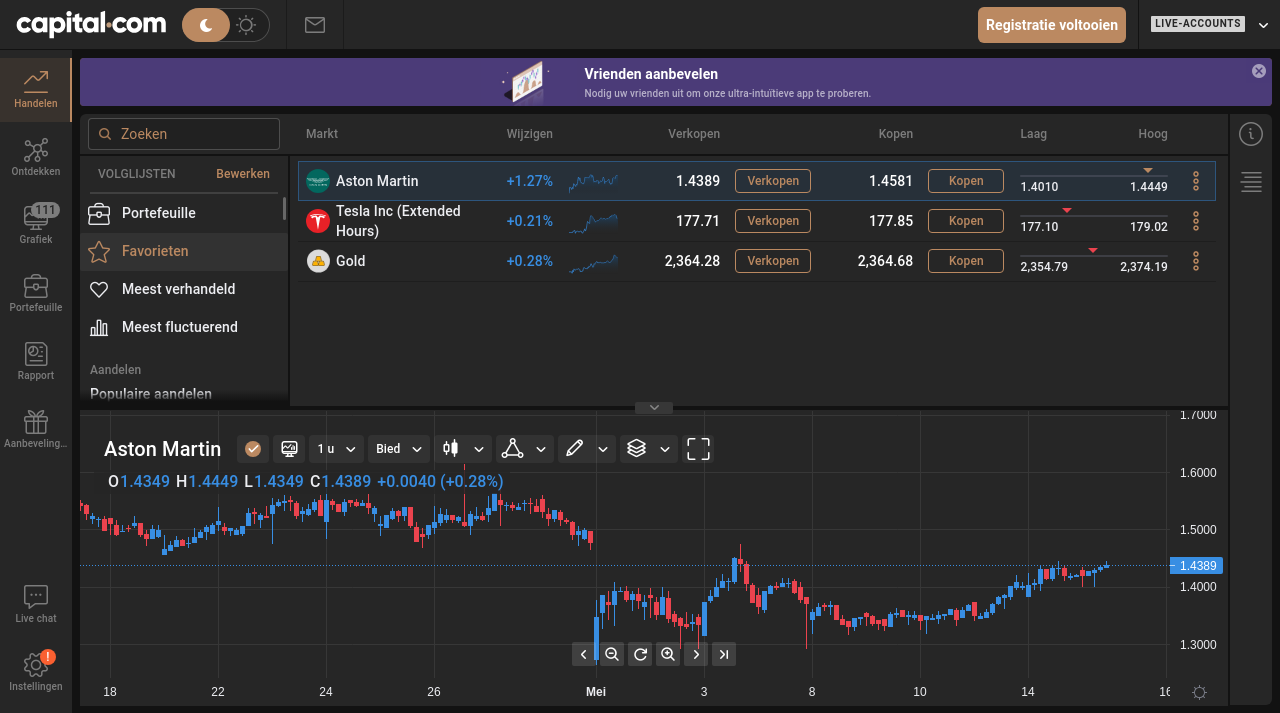 capital.com
Registratie voltooien
LIVE-ACCOUNTS
Handelen
Ontdekken
111
Grafiek
Portefeuille
Rapport
Aanbeveling...
Live chat
!
Instellingen
Vrienden aanbevelen
Nodig uw vrienden uit om onze ultra-intuïtieve app te proberen.
Zoeken
VOLGLIJSTEN Bewerken
Portefeuille
Favorieten
Meest verhandeld
Meest fluctuerend
Aandelen
Populaire aandelen
Markt Wijzigen Verkopen Kopen Laag Hoog
Aston Martin +1.27% 1.4389 Verkopen 1.4581 Kopen 1.4010 1.4449
Tesla Inc (Extended
Hours) +0.21% 177.71 Verkopen 177.85 Kopen 177.10 179.02
Gold +0.28% 2,364.28 Verkopen 2,364.68 Kopen 2,354.79 2,374.19
Aston Martin 1 u Bied
O1.4349 H1.4449 L1.4349 C1.4389 +0.0040 (+0.28%)
1.7000
1.6000
1.5000
1.4389
1.4000
1.3000
18 22 24 26 Mei 3 8 10 14 16